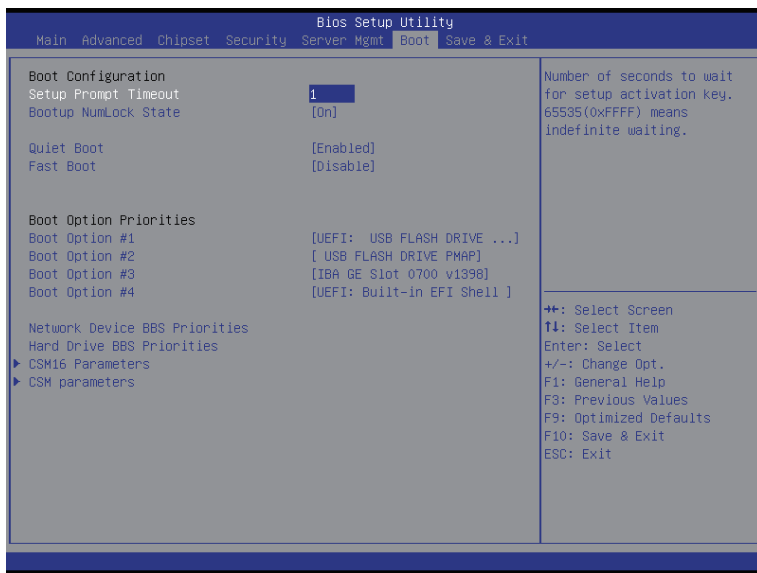 Bios Setup Utility
Main Advanced Chipset Security Server Mgmt Boot Save & Exit
Boot Configuration
Setup Prompt Timeout 1
Bootup NumLock State [On]
Quiet Boot [Enabled]
Fast Boot [Disable]
Boot Option Priorities
Boot Option #1 [UEFI: USB FLASH DRIVE ...]
Boot Option #2 [ USB FLASH DRIVE PMAP]
Boot Option #3 [IBA GE Slot 0700 v1398]
Boot Option #4 [UEFI: Built-in EFI Shell ]
Network Device BBS Priorities
Hard Drive BBS Priorities
CSM16 Parameters
CSM parameters
Number of seconds to wait
for setup activation key.
65535(0xFFFF) means
indefinite waiting.
→←: Select Screen
↑↓: Select Item
Enter: Select
+/-: Change Opt.
F1: General Help
F3: Previous Values
F9: Optimized Defaults
F10: Save & Exit
ESC: Exit